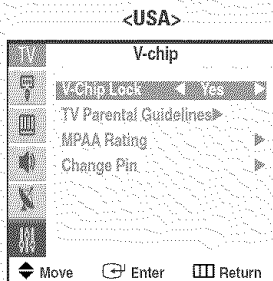 <USA>
TV V-chip
V-Chip Lock ◀ Yes ▶
TV Parental Guidelines▶
MPAA Rating ▶
Change Pin ▶
Move Enter Return